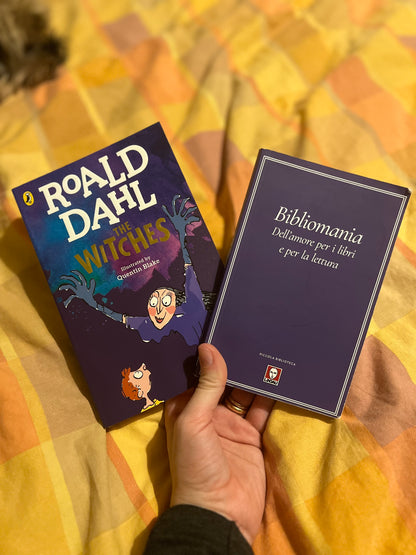 ROALD
DAHL
THE
WITCHES
Illustrated by
Quentin Blake
Bibliomania
Dell'amore per i libri
e per la lettura
PICCOLA BIBLIOTECA